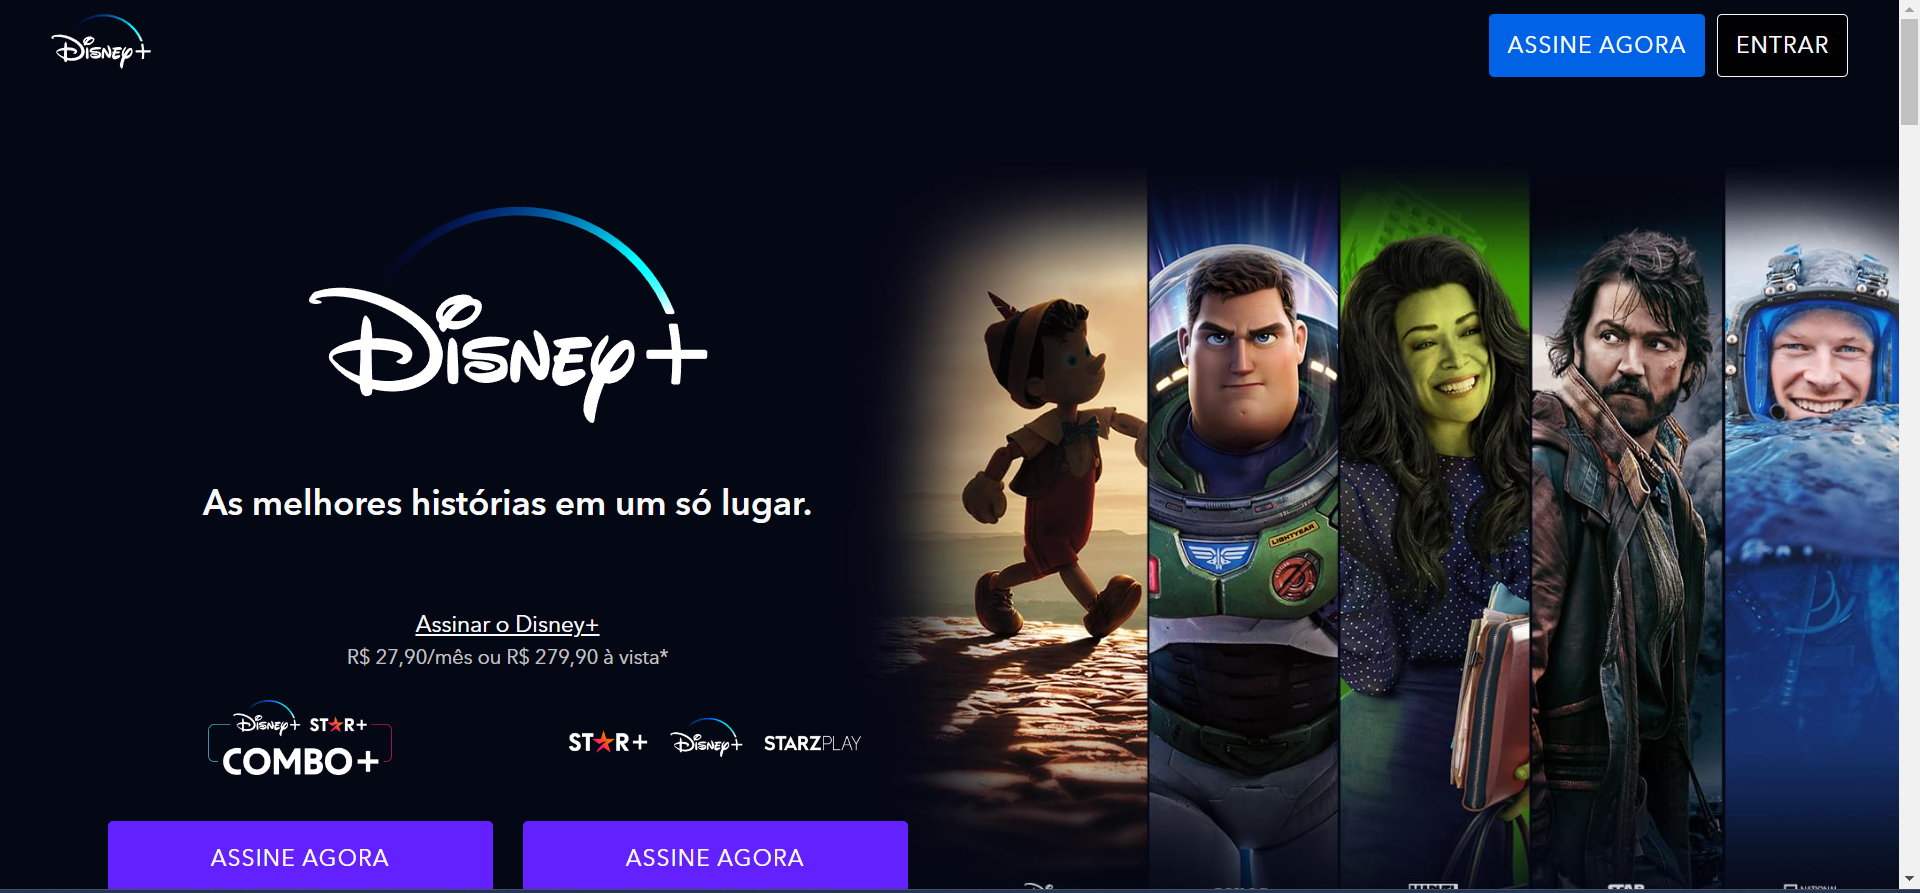 Disney+
ASSINE AGORA
ENTRAR
Disney+
As melhores histórias em um só lugar.
Assinar o Disney+
R$ 27,90/mês ou R$ 279,90 à vista*
Disney+ STAR+
COMBO+
STAR+ Disney+ STARZPLAY
ASSINE AGORA
ASSINE AGORA
LIGHTYEAR